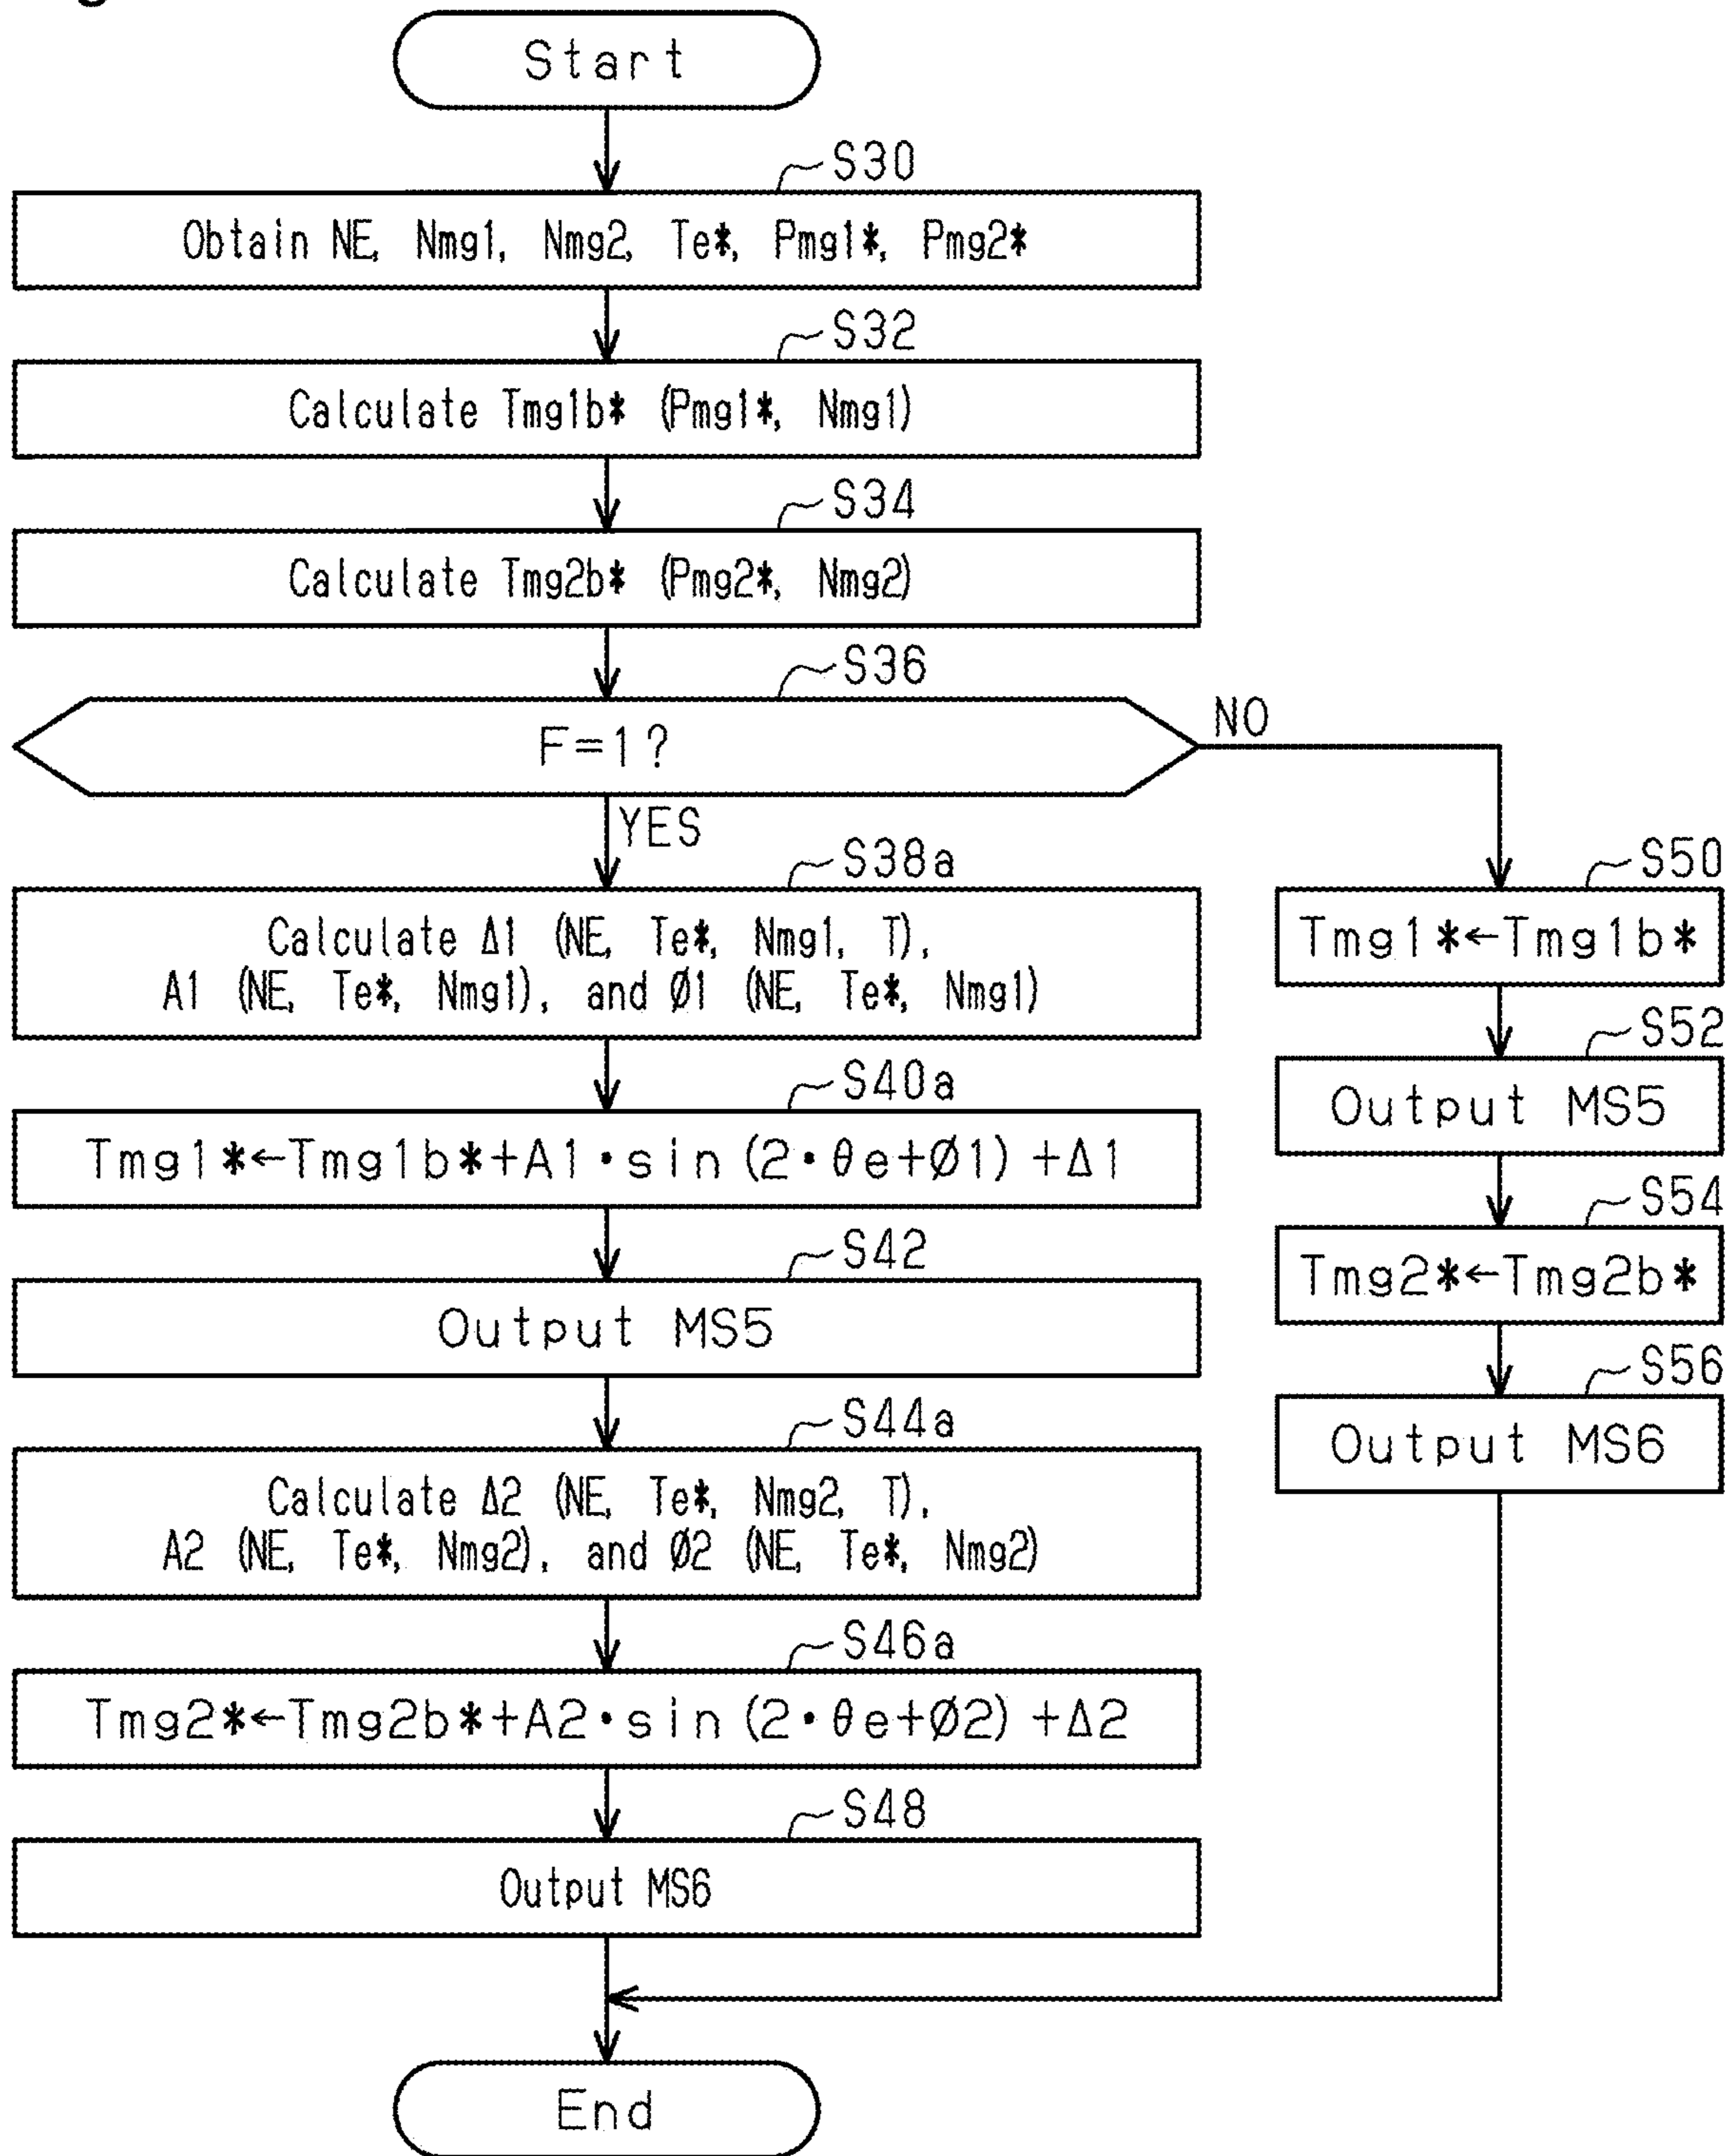 Start
S30
Obtain NE, Nmg1, Nmg2, Te*, Pmg1*, Pmg2*
S32
Calculate Tmg1b* (Pmg1*, Nmg1)
S34
Calculate Tmg2b* (Pmg2*, Nmg2)
S36
F=1?
NO
YES
S38a
Calculate Δ1 (NE, Te*, Nmg1, T),
A1 (NE, Te*, Nmg1), and Ø1 (NE, Te*, Nmg1)
S40a
Tmg1*←Tmg1b*+A1·sin(2·θe+Ø1)+Δ1
S42
Output MS5
S44a
Calculate Δ2 (NE, Te*, Nmg2, T),
A2 (NE, Te*, Nmg2), and Ø2 (NE, Te*, Nmg2)
S46a
Tmg2*←Tmg2b*+A2·sin(2·θe+Ø2)+Δ2
S48
Output MS6
S50
Tmg1*←Tmg1b*
S52
Output MS5
S54
Tmg2*←Tmg2b*
S56
Output MS6
End